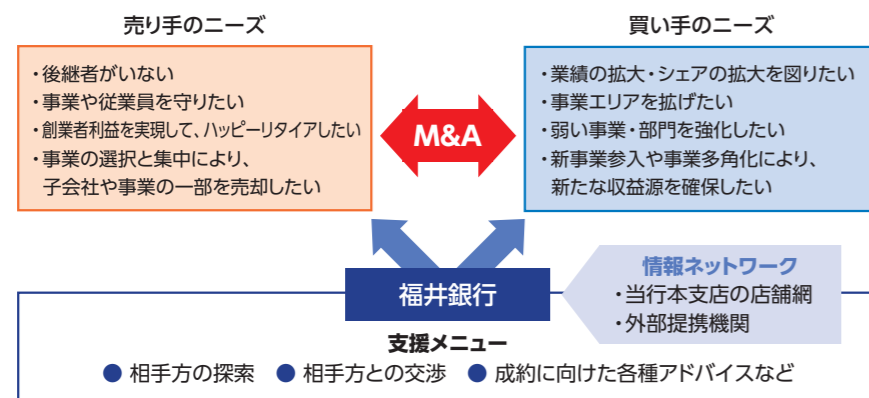 売り手のニーズ
・後継者がいない
・事業や従業員を守りたい
・創業者利益を実現して、ハッピーリタイアしたい
・事業の選択と集中により、
子会社や事業の一部を売却したい
M&A
買い手のニーズ
・業績の拡大・シェアの拡大を図りたい
・事業エリアを拡げたい
・弱い事業・部門を強化したい
・新事業参入や事業多角化により、
新たな収益源を確保したい
福井銀行
情報ネットワーク
・当行本支店の店舗網
・外部提携機関
支援メニュー
● 相手方の探索 ● 相手方との交渉 ● 成約に向けた各種アドバイスなど